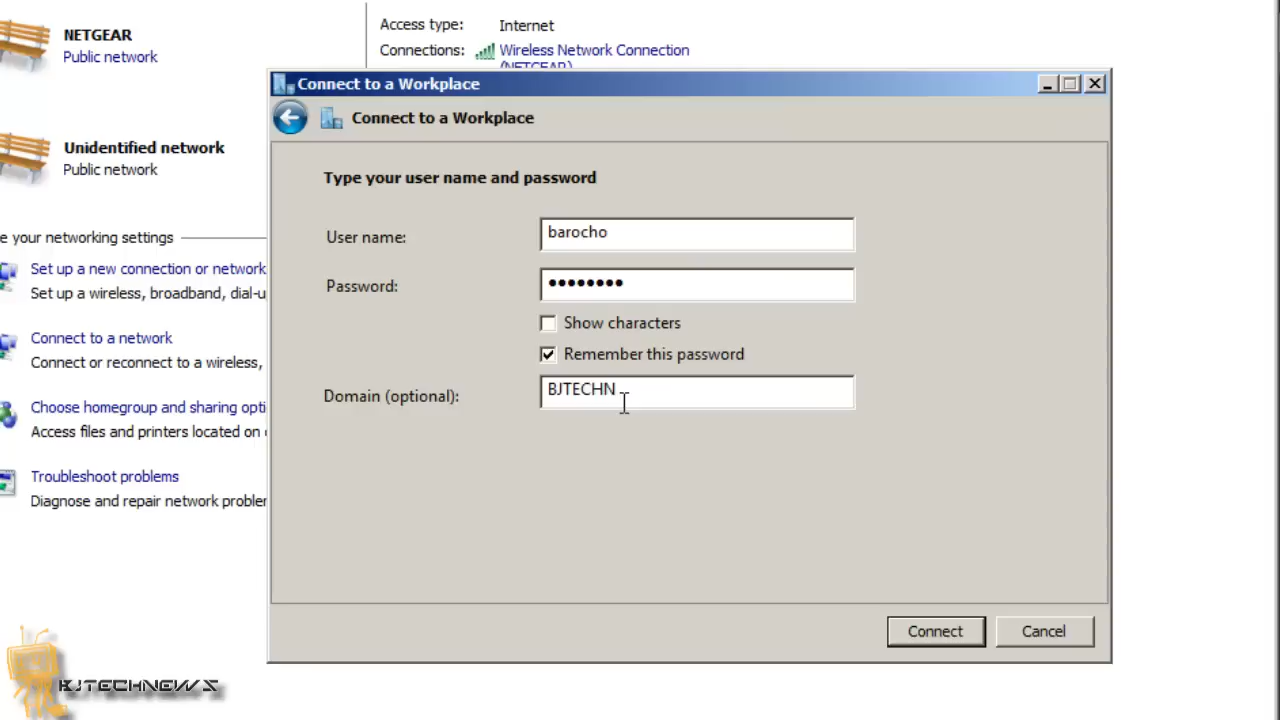 NETGEAR
Public network
Access type: Internet
Connections: Wireless Network Connection
(NETGEAR)
Connect to a Workplace
Connect to a Workplace
Unidentified network
Public network
Type your user name and password
User name: barocho
Password: ••••••••
Show characters
Remember this password
Domain (optional): BJTECHN
e your networking settings
Set up a new connection or network
Set up a wireless, broadband, dial-u
Connect to a network
Connect or reconnect to a wireless,
Choose homegroup and sharing opti
Access files and printers located on
Troubleshoot problems
Diagnose and repair network probler
Connect Cancel
BJTECHNEWS